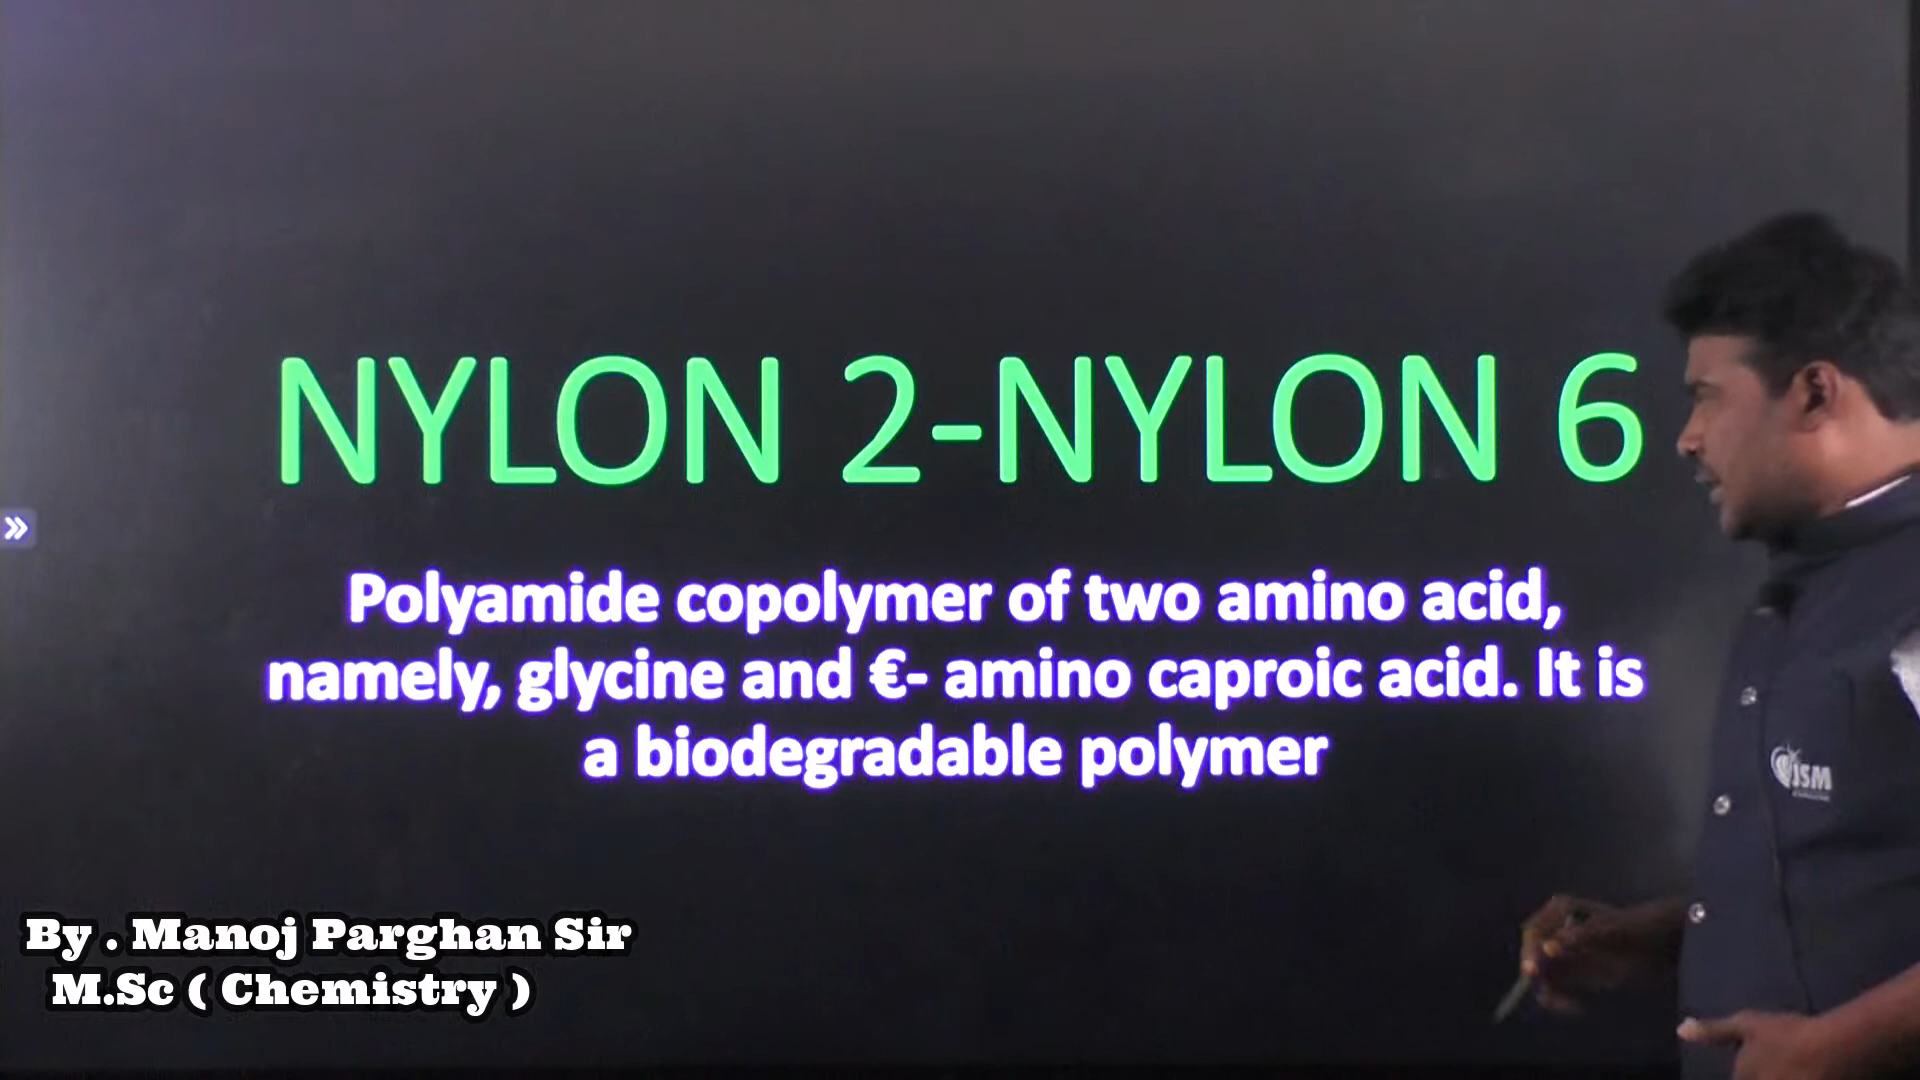 NYLON 2-NYLON 6
Polyamide copolymer of two amino acid,
namely, glycine and €- amino caproic acid. It is
a biodegradable polymer
JSM
By . Manoj Parghan Sir
M.Sc ( Chemistry )